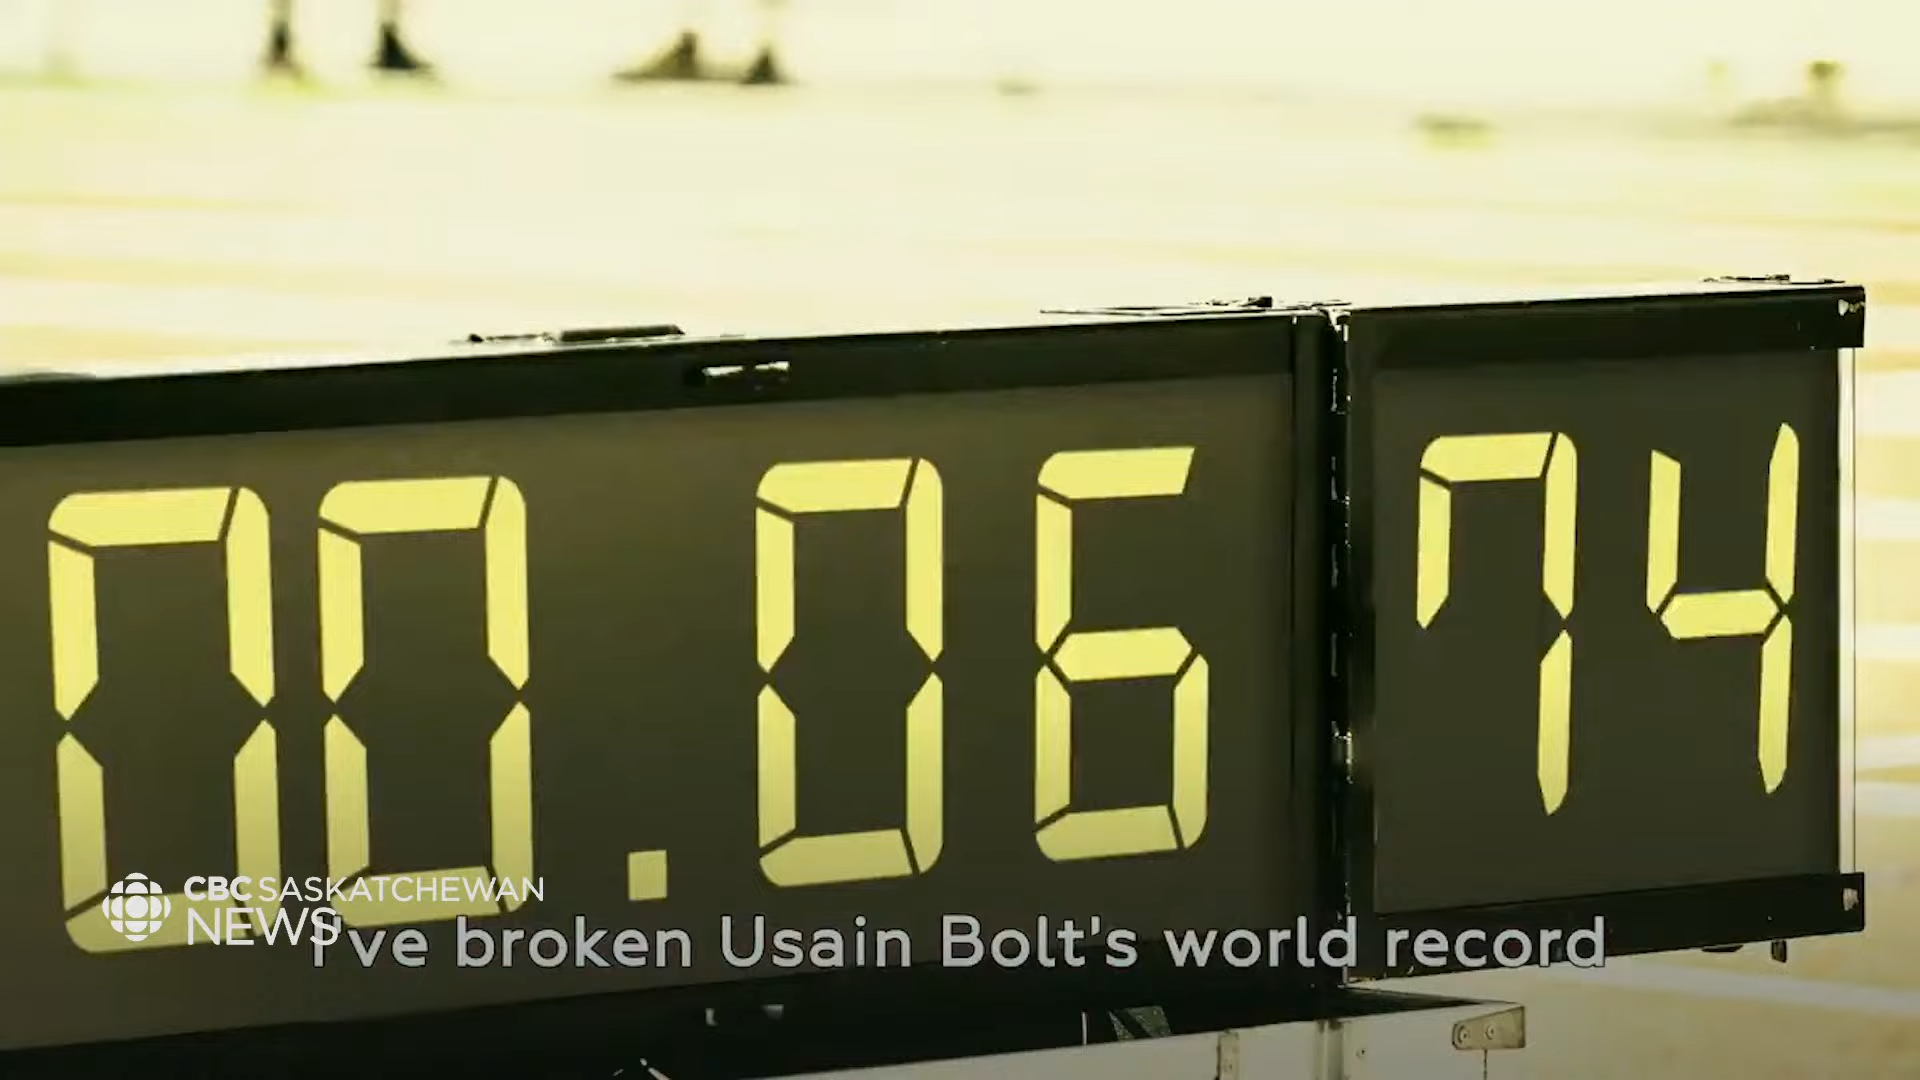 00.06 74
CBC SASKATCHEWAN
NEWS
I've broken Usain Bolt's world record